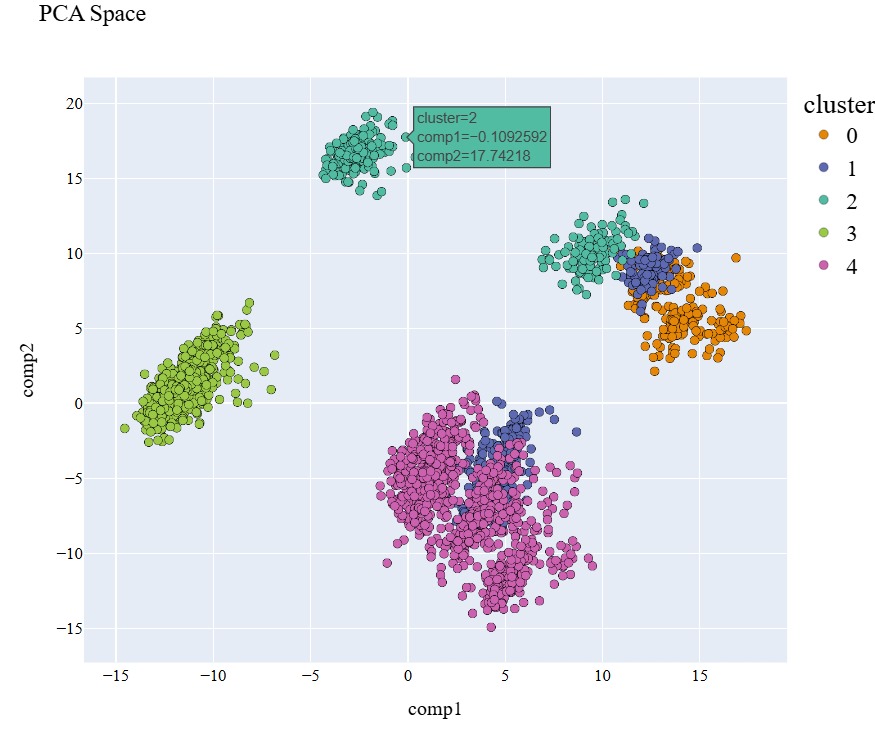 PCA Space
cluster
0
1
2
3
4
cluster=2
comp1=−0.1092592
comp2=17.74218
20
15
10
5
0
−5
−10
−15
comp2
−15 −10 −5 0 5 10 15
comp1